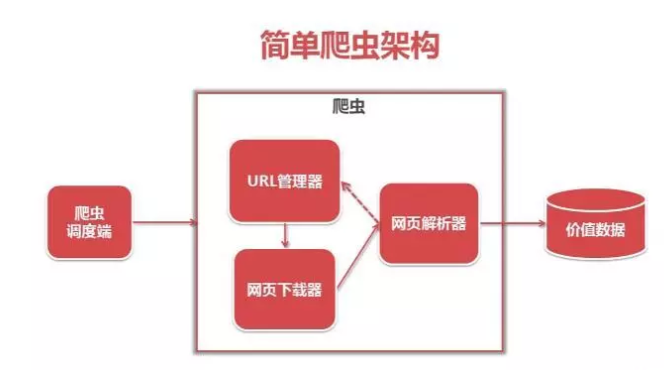 简单爬虫架构
爬虫
URL管理器
爬虫
调度端
网页解析器
价值数据
网页下载器